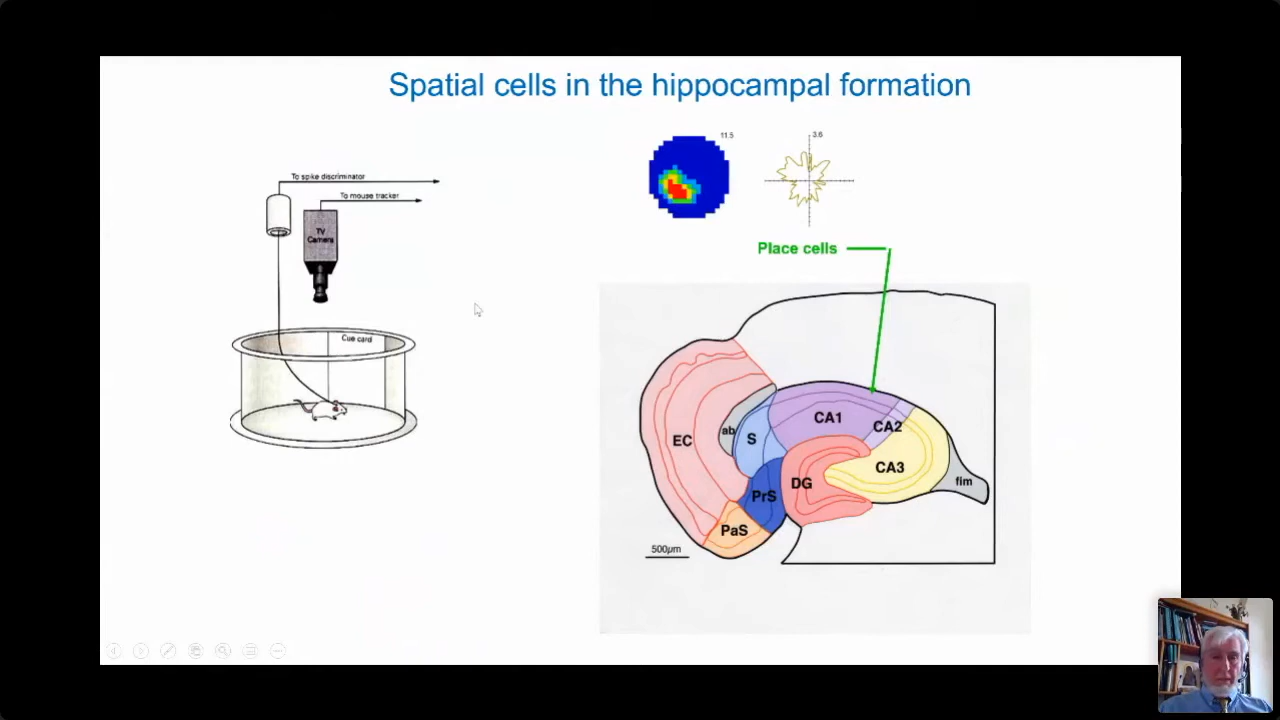 Spatial cells in the hippocampal formation
11.5
3.6
To spike discriminator
To mouse tracker
TV
Camera
Cue card
Place cells
CA1
CA2
ab
S
EC
CA3
DG
fim
PrS
PaS
500µm